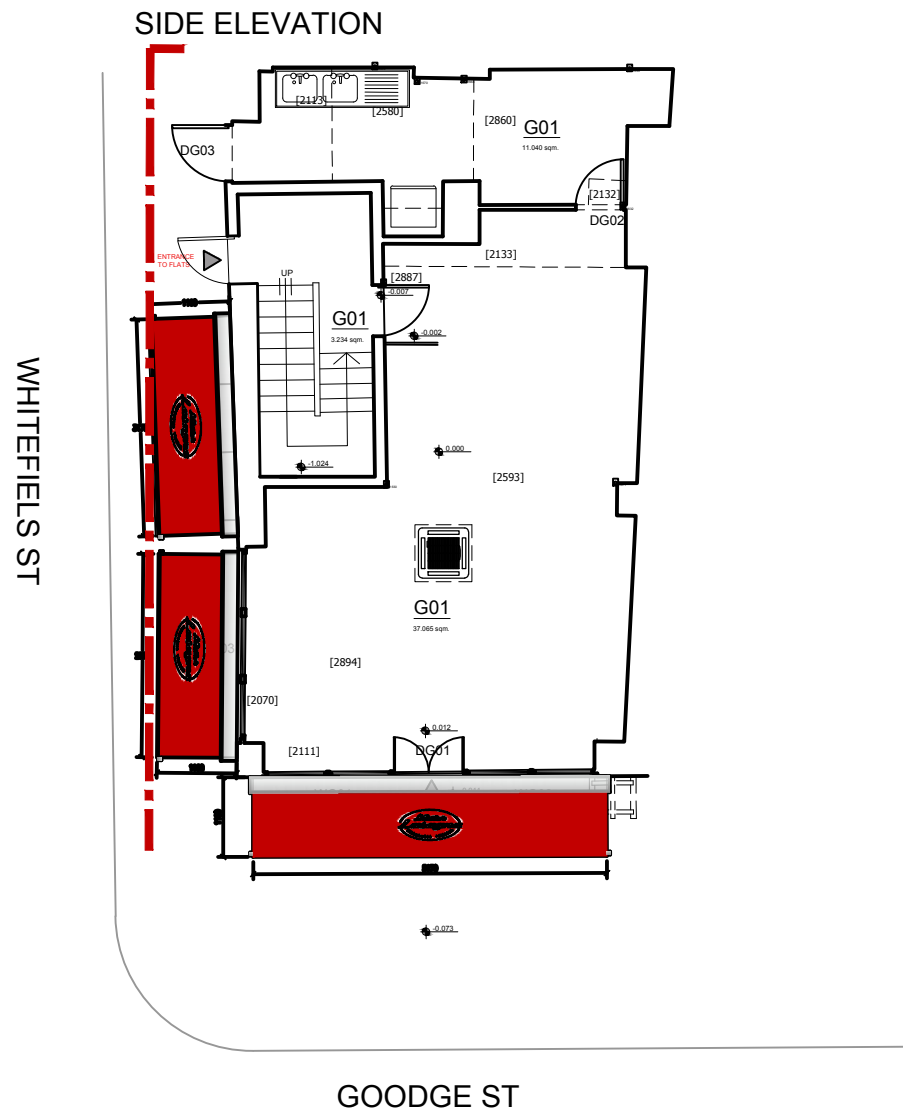 SIDE ELEVATION
[2113]
[2580]
[2860]
G01
11.040 sqm.
DG03
[2132]
DG02
ENTRANCE
TO FLATS
[2133]
UP
[2887]
-0.007
G01
3.234 sqm.
-0.002
WHITEFIELS ST
0.000
-1.024
[2593]
G01
37.065 sqm.
[2894]
[2070]
0.012
[2111]
DG01
-0.073
GOODGE ST